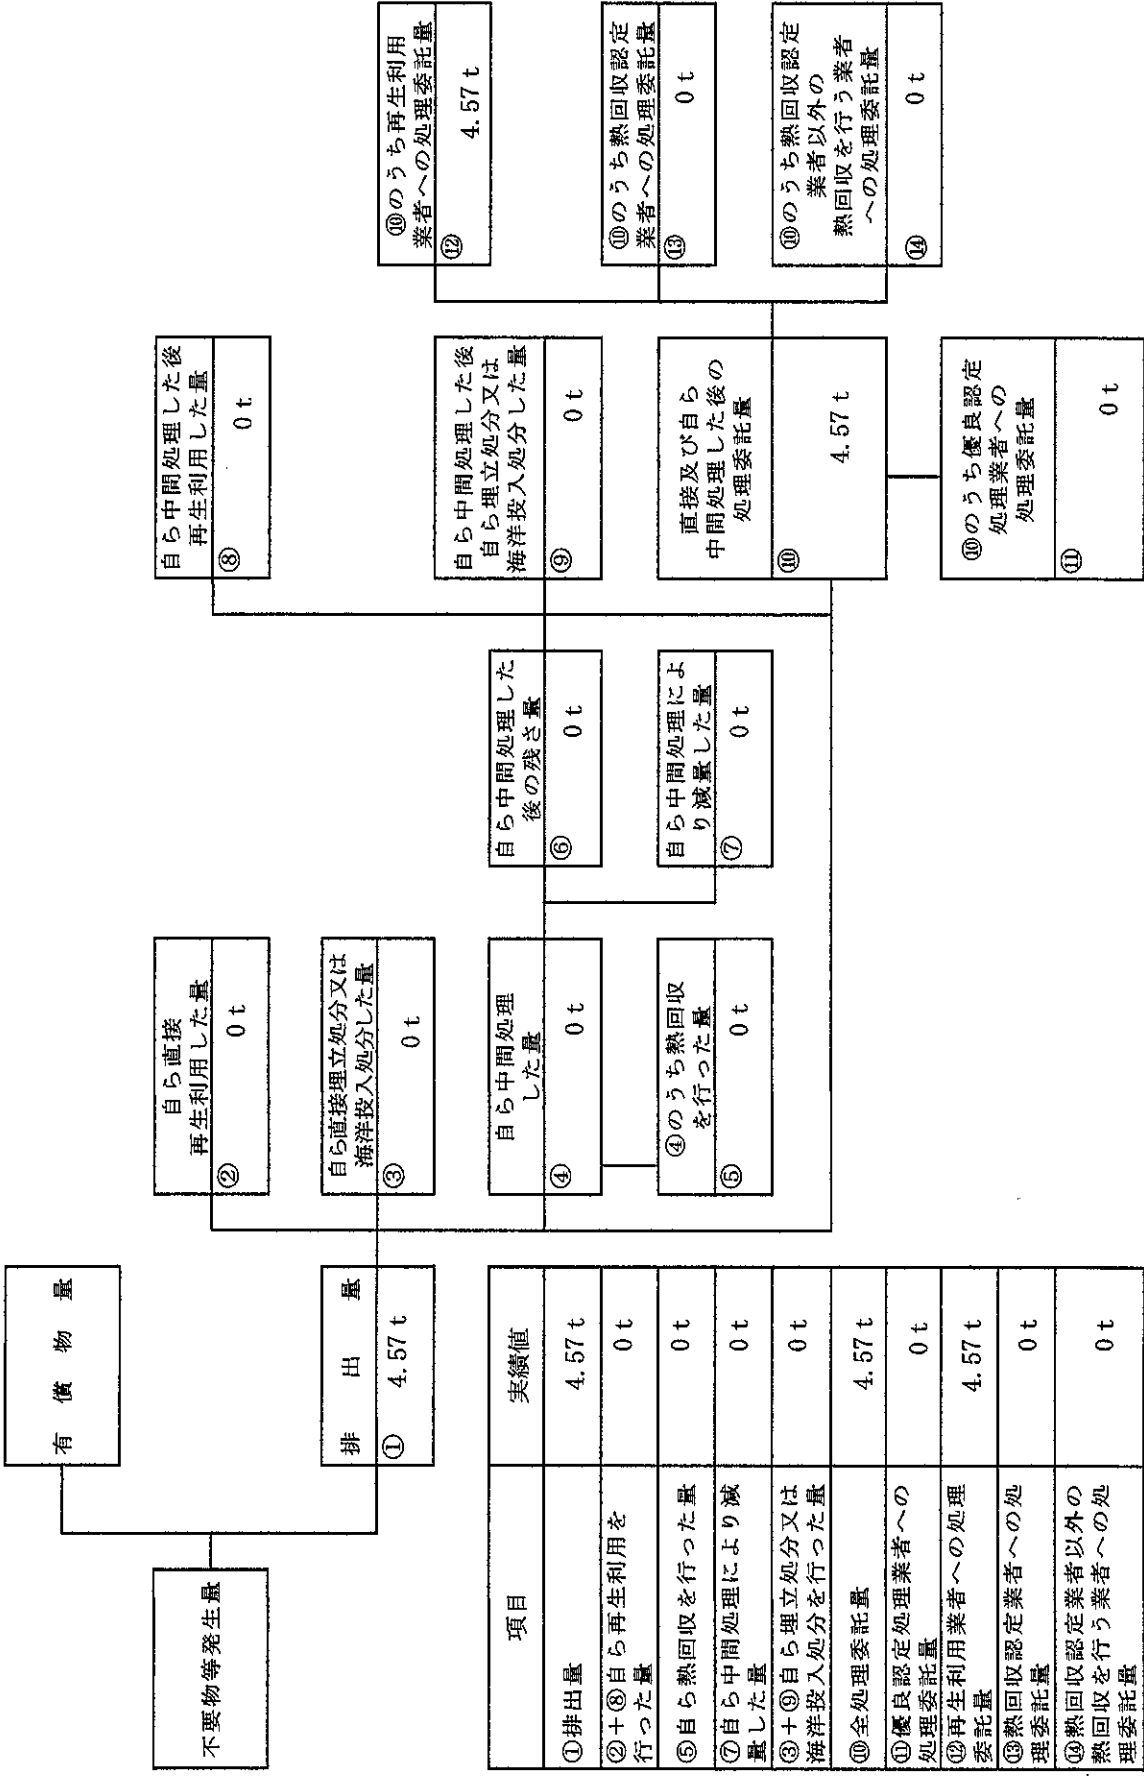 不要物等発生量
有償物量
排出量
① 4.57 t
自ら直接
再生利用した量
② 0 t
自ら直接埋立処分又は
海洋投入処分した量
③ 0 t
自ら中間処理
した量
④ 0 t
④のうち熱回収
を行った量
⑤ 0 t
自ら中間処理した
後の残さ量
⑥ 0 t
自ら中間処理によ
り減量した量
⑦ 0 t
自ら中間処理した後
再生利用した量
⑧ 0 t
自ら中間処理した後
自ら埋立処分又は
海洋投入処分した量
⑨ 0 t
直接及び自ら
中間処理した後の
処理委託量
⑩ 4.57 t
⑩のうち優良認定
処理業者への
処理委託量
⑪ 0 t
⑩のうち再生利用
業者への処理委託量
⑫ 4.57 t
⑩のうち熱回収認定
業者への処理委託量
⑬ 0 t
⑩のうち熱回収認定
業者以外の
熱回収を行う業者
への処理委託量
⑭ 0 t
項目 実績値
①排出量 4.57 t
②+⑧自ら再生利用を
行った量 0 t
⑤自ら熱回収を行った量 0 t
⑦自ら中間処理により減
量した量 0 t
③+⑨自ら埋立処分又は
海洋投入処分を行った量 0 t
⑩全処理委託量 4.57 t
⑪優良認定処理業者への
処理委託量 0 t
⑫再生利用業者への処理
委託量 4.57 t
⑬熱回収認定業者への処
理委託量 0 t
⑭熱回収認定業者以外の
熱回収を行う業者への処
理委託量 0 t